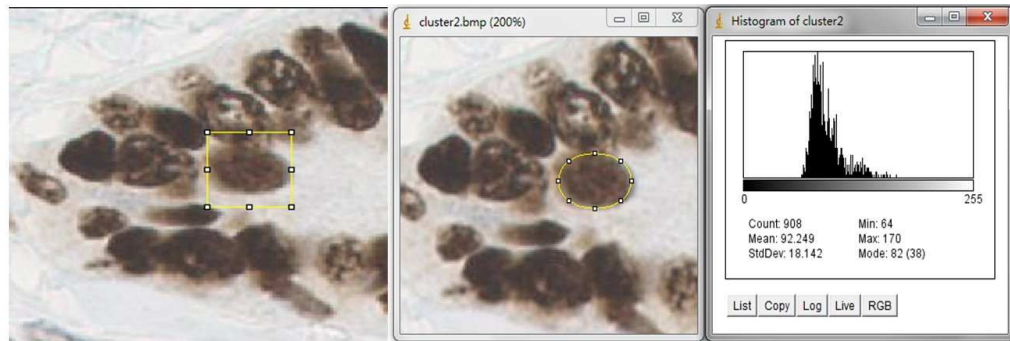 cluster2.bmp (200%)
Histogram of cluster2
0 255
Count: 908 Min: 64
Mean: 92.249 Max: 170
StdDev: 18.142 Mode: 82 (38)
List Copy Log Live RGB